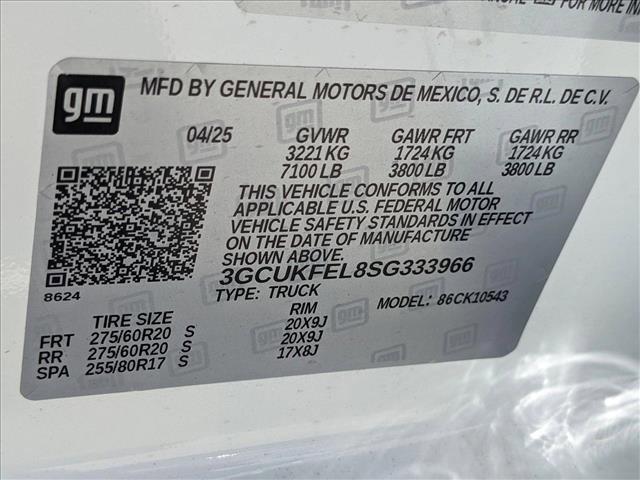 FOR MORE IN
gm
MFD BY GENERAL MOTORS DE MEXICO, S. DE R.L. DE C.V.
04/25 GVWR GAWR FRT GAWR RR
3221 KG 1724 KG 1724 KG
7100 LB 3800 LB 3800 LB
THIS VEHICLE CONFORMS TO ALL
APPLICABLE U.S. FEDERAL MOTOR
VEHICLE SAFETY STANDARDS IN EFFECT
ON THE DATE OF MANUFACTURE
SHOWN ABOVE.
3GCUKFEL8SG333966
8624
TYPE: TRUCK MODEL: 86CK10543
TIRE SIZE RIM
FRT 275/60R20 S 20X9J
RR 275/60R20 S 20X9J
SPA 255/80R17 S 17X8J